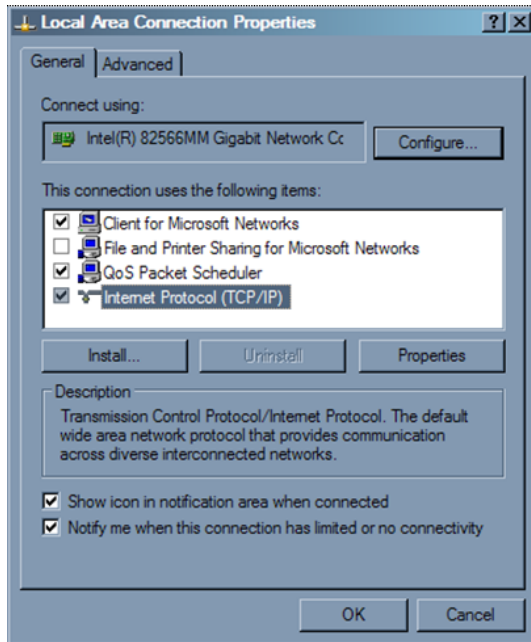 Local Area Connection Properties
General
Advanced
Connect using:
Intel(R) 82566MM Gigabit Network Cc
Configure...
This connection uses the following items:
Client for Microsoft Networks
File and Printer Sharing for Microsoft Networks
QoS Packet Scheduler
Internet Protocol (TCP/IP)
Install...
Uninstall
Properties
Description
Transmission Control Protocol/Internet Protocol. The default
wide area network protocol that provides communication
across diverse interconnected networks.
Show icon in notification area when connected
Notify me when this connection has limited or no connectivity
OK
Cancel